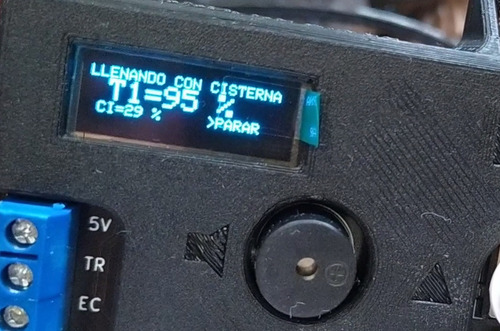 LLENANDO CON CISTERNA
T1=95 %
CI=29 %
>PARAR
5V
TR
EC